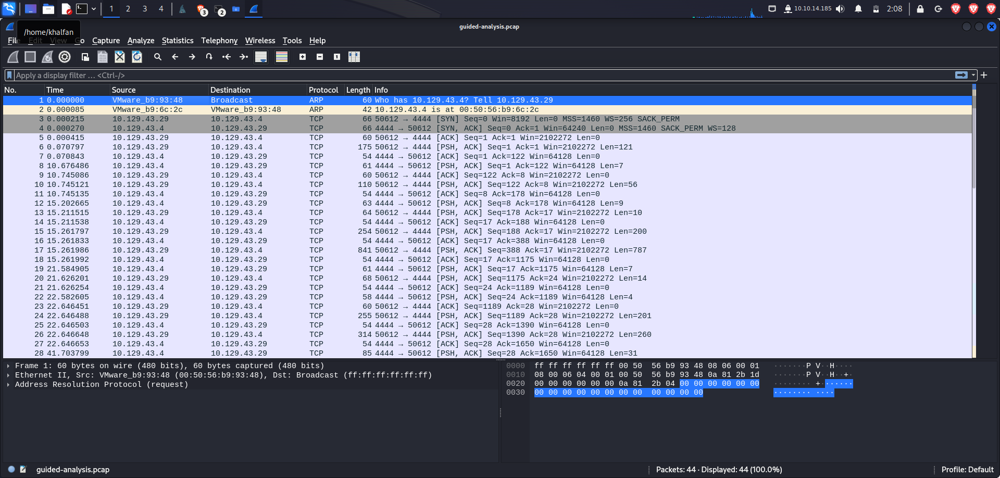 1 2 3 4 3 2 10.10.14.185 2:08
guided-analysis.pcap
/home/khalfan
File Edit View Go Capture Analyze Statistics Telephony Wireless Tools Help
Apply a display filter … <Ctrl-/>
No. Time Source Destination Protocol Length Info
1 0.000000 VMware_b9:93:48 Broadcast ARP 60 Who has 10.129.43.4? Tell 10.129.43.29
2 0.000085 VMware_b9:6c:2c VMware_b9:93:48 ARP 42 10.129.43.4 is at 00:50:56:b9:6c:2c
3 0.000215 10.129.43.29 10.129.43.4 TCP 66 50612 → 4444 [SYN] Seq=0 Win=8192 Len=0 MSS=1460 WS=256 SACK_PERM
4 0.000270 10.129.43.4 10.129.43.29 TCP 66 4444 → 50612 [SYN, ACK] Seq=0 Ack=1 Win=64240 Len=0 MSS=1460 SACK_PERM WS=128
5 0.000415 10.129.43.29 10.129.43.4 TCP 60 50612 → 4444 [ACK] Seq=1 Ack=1 Win=2102272 Len=0
6 0.070797 10.129.43.29 10.129.43.4 TCP 175 50612 → 4444 [PSH, ACK] Seq=1 Ack=1 Win=2102272 Len=121
7 0.070843 10.129.43.4 10.129.43.29 TCP 54 4444 → 50612 [ACK] Seq=1 Ack=122 Win=64128 Len=0
8 10.676486 10.129.43.4 10.129.43.29 TCP 61 4444 → 50612 [PSH, ACK] Seq=1 Ack=122 Win=64128 Len=7
9 10.745086 10.129.43.29 10.129.43.4 TCP 60 50612 → 4444 [ACK] Seq=122 Ack=8 Win=2102272 Len=0
10 10.745121 10.129.43.29 10.129.43.4 TCP 110 50612 → 4444 [PSH, ACK] Seq=122 Ack=8 Win=2102272 Len=56
11 10.745135 10.129.43.4 10.129.43.29 TCP 54 4444 → 50612 [ACK] Seq=8 Ack=178 Win=64128 Len=0
12 15.202665 10.129.43.4 10.129.43.29 TCP 63 4444 → 50612 [PSH, ACK] Seq=8 Ack=178 Win=64128 Len=9
13 15.211515 10.129.43.29 10.129.43.4 TCP 64 50612 → 4444 [PSH, ACK] Seq=178 Ack=17 Win=2102272 Len=10
14 15.211538 10.129.43.4 10.129.43.29 TCP 54 4444 → 50612 [ACK] Seq=17 Ack=188 Win=64128 Len=0
15 15.261797 10.129.43.29 10.129.43.4 TCP 254 50612 → 4444 [PSH, ACK] Seq=188 Ack=17 Win=2102272 Len=200
16 15.261833 10.129.43.4 10.129.43.29 TCP 54 4444 → 50612 [ACK] Seq=17 Ack=388 Win=64128 Len=0
17 15.261986 10.129.43.29 10.129.43.4 TCP 841 50612 → 4444 [PSH, ACK] Seq=388 Ack=17 Win=2102272 Len=787
18 15.261992 10.129.43.4 10.129.43.29 TCP 54 4444 → 50612 [ACK] Seq=17 Ack=1175 Win=64128 Len=0
19 21.584905 10.129.43.4 10.129.43.29 TCP 61 4444 → 50612 [PSH, ACK] Seq=17 Ack=1175 Win=64128 Len=7
20 21.626201 10.129.43.29 10.129.43.4 TCP 68 50612 → 4444 [PSH, ACK] Seq=1175 Ack=24 Win=2102272 Len=14
21 21.626254 10.129.43.4 10.129.43.29 TCP 54 4444 → 50612 [ACK] Seq=24 Ack=1189 Win=64128 Len=0
22 22.582605 10.129.43.4 10.129.43.29 TCP 58 4444 → 50612 [PSH, ACK] Seq=24 Ack=1189 Win=64128 Len=4
23 22.646451 10.129.43.29 10.129.43.4 TCP 60 50612 → 4444 [ACK] Seq=1189 Ack=28 Win=2102272 Len=0
24 22.646488 10.129.43.29 10.129.43.4 TCP 255 50612 → 4444 [PSH, ACK] Seq=1189 Ack=28 Win=2102272 Len=201
25 22.646503 10.129.43.4 10.129.43.29 TCP 54 4444 → 50612 [ACK] Seq=28 Ack=1390 Win=64128 Len=0
26 22.646648 10.129.43.29 10.129.43.4 TCP 314 50612 → 4444 [PSH, ACK] Seq=1390 Ack=28 Win=2102272 Len=260
27 22.646653 10.129.43.4 10.129.43.29 TCP 54 4444 → 50612 [ACK] Seq=28 Ack=1650 Win=64128 Len=0
28 41.703799 10.129.43.4 10.129.43.29 TCP 85 4444 → 50612 [PSH, ACK] Seq=28 Ack=1650 Win=64128 Len=31
Frame 1: 60 bytes on wire (480 bits), 60 bytes captured (480 bits)
Ethernet II, Src: VMware_b9:93:48 (00:50:56:b9:93:48), Dst: Broadcast (ff:ff:ff:ff:ff:ff)
Address Resolution Protocol (request)
0000 ff ff ff ff ff ff 00 50 56 b9 93 48 08 06 00 01 ·······P V··H····
0010 08 00 06 04 00 01 00 50 56 b9 93 48 0a 81 2b 1d ·······P V··H··+·
0020 00 00 00 00 00 00 0a 81 2b 04 00 00 00 00 00 00 ········ +·······
0030 00 00 00 00 00 00 00 00 00 00 00 00 ········ ····
guided-analysis.pcap Packets: 44 · Displayed: 44 (100.0%) Profile: Default